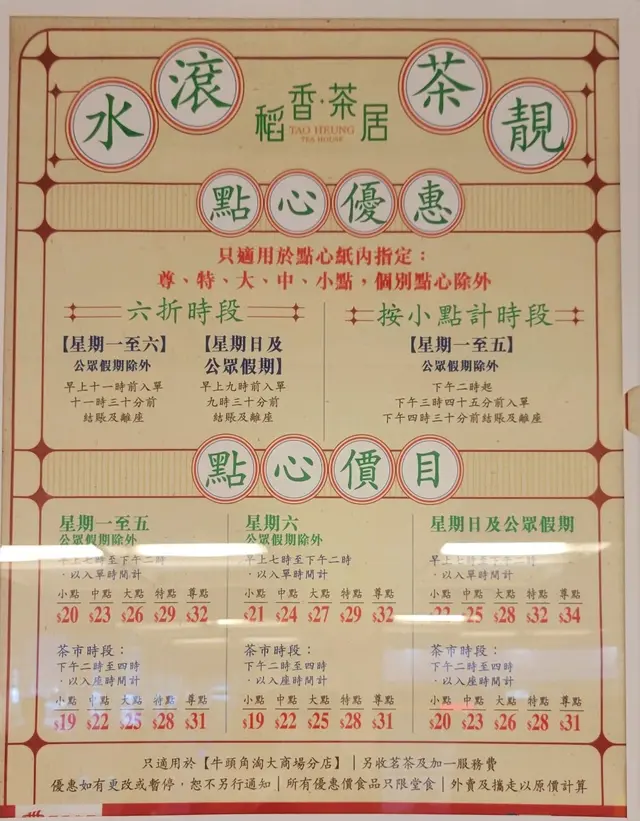 水滾茶靚
稻香·茶居
TAO HEUNG
TEA HOUSE
點心優惠
只適用於點心紙內指定：
尊、特、大、中、小點，個別點心除外
六折時段
【星期一至六】
公眾假期除外
早上十一時前入單
十一時三十分前
結賬及離座
【星期日及
公眾假期】
早上九時前入單
九時三十分前
結賬及離座
按小點計時段
【星期一至五】
下午二時起
下午三時四十五分前入單
下午四時三十分前結賬及離座
點心價目
星期一至五
公眾假期除外
早上七時至下午二時
·以入單時間計
小點 中點 大點 特點 尊點
$20 $23 $26 $29 $32
茶市時段：
下午二時至四時
·以入座時間計
小點 中點 大點 特點 尊點
$19 $22 $25 $28 $31
星期六
公眾假期除外
早上七時至下午二時
·以入單時間計
小點 中點 大點 特點 尊點
$21 $24 $27 $29 $32
茶市時段：
下午二時至四時
·以入座時間計
小點 中點 大點 特點 尊點
$19 $22 $25 $28 $31
星期日及公眾假期
早上七時至下午二時
·以入單時間計
小點 中點 大點 特點 尊點
$25 $28 $32 $34
茶市時段：
下午二時至四時
·以入座時間計
小點 中點 大點 特點 尊點
$20 $23 $26 $28 $31
只適用於【牛頭角淘大商場分店】｜另收茗茶及加一服務費
優惠如有更改或暫停，恕不另行通知｜所有優惠價食品只限堂食｜外賣及攜走以原價計算